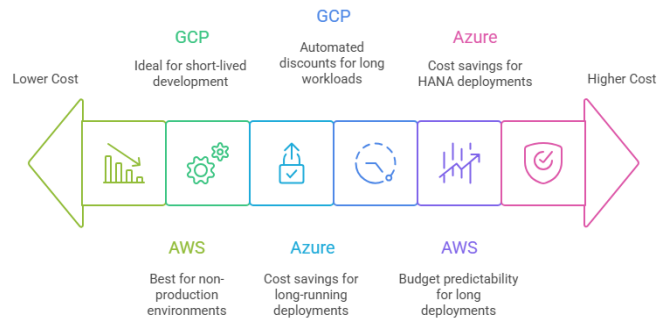 GCP
Automated
discounts for long
workloads
GCP
Ideal for short-lived
development
Azure
Cost savings for
HANA deployments
Lower Cost
Higher Cost
AWS
Best for non-
production
environments
Azure
Cost savings for
long-running
deployments
AWS
Budget predictability
for long
deployments